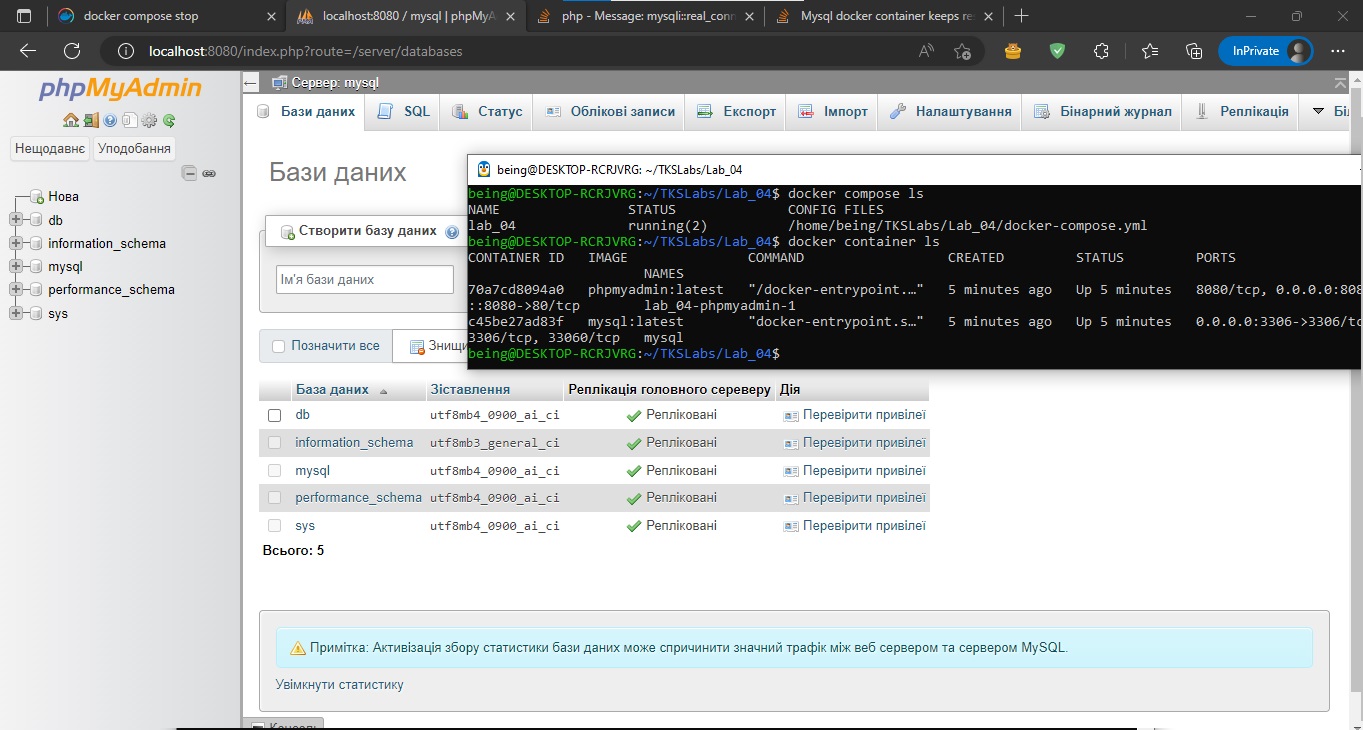 docker compose stop
localhost:8080 / mysql | phpMyA
php - Message: mysqli::real_conn
Mysql docker container keeps re
localhost:8080/index.php?route=/server/databases
InPrivate
phpMyAdmin
Нещодавнє
Уподобання
Нова
db
information_schema
mysql
performance_schema
sys
Сервер: mysql
Бази даних
SQL
Статус
Облікові записи
Експорт
Імпорт
Налаштування
Бінарний журнал
Реплікація
Бі
Бази даних
Створити базу даних
Ім'я бази даних
Позначити все
Знищи
being@DESKTOP-RCRJVRG: ~/TKSLabs/Lab_04
being@DESKTOP-RCRJVRG:~/TKSLabs/Lab_04$ docker compose ls
NAME STATUS CONFIG FILES
lab_04 running(2) /home/being/TKSLabs/Lab_04/docker-compose.yml
being@DESKTOP-RCRJVRG:~/TKSLabs/Lab_04$ docker container ls
CONTAINER ID IMAGE COMMAND CREATED STATUS PORTS
NAMES
70a7cd8094a0 phpmyadmin:latest "/docker-entrypoint.…" 5 minutes ago Up 5 minutes 8080/tcp, 0.0.0.0:808
::8080->80/tcp lab_04-phpmyadmin-1
c45be27ad83f mysql:latest "docker-entrypoint.s…" 5 minutes ago Up 5 minutes 0.0.0.0:3306->3306/tc
3306/tcp, 33060/tcp mysql
being@DESKTOP-RCRJVRG:~/TKSLabs/Lab_04$
База даних Зіставлення Реплікація головного серверу Дія
db utf8mb4_0900_ai_ci Репліковані Перевірити привілеї
information_schema utf8mb3_general_ci Репліковані Перевірити привілеї
mysql utf8mb4_0900_ai_ci Репліковані Перевірити привілеї
performance_schema utf8mb4_0900_ai_ci Репліковані Перевірити привілеї
sys utf8mb4_0900_ai_ci Репліковані Перевірити привілеї
Всього: 5
Примітка: Активізація збору статистики бази даних може спричинити значний трафік між веб сервером та сервером MySQL.
Увімкнути статистику
Консоль